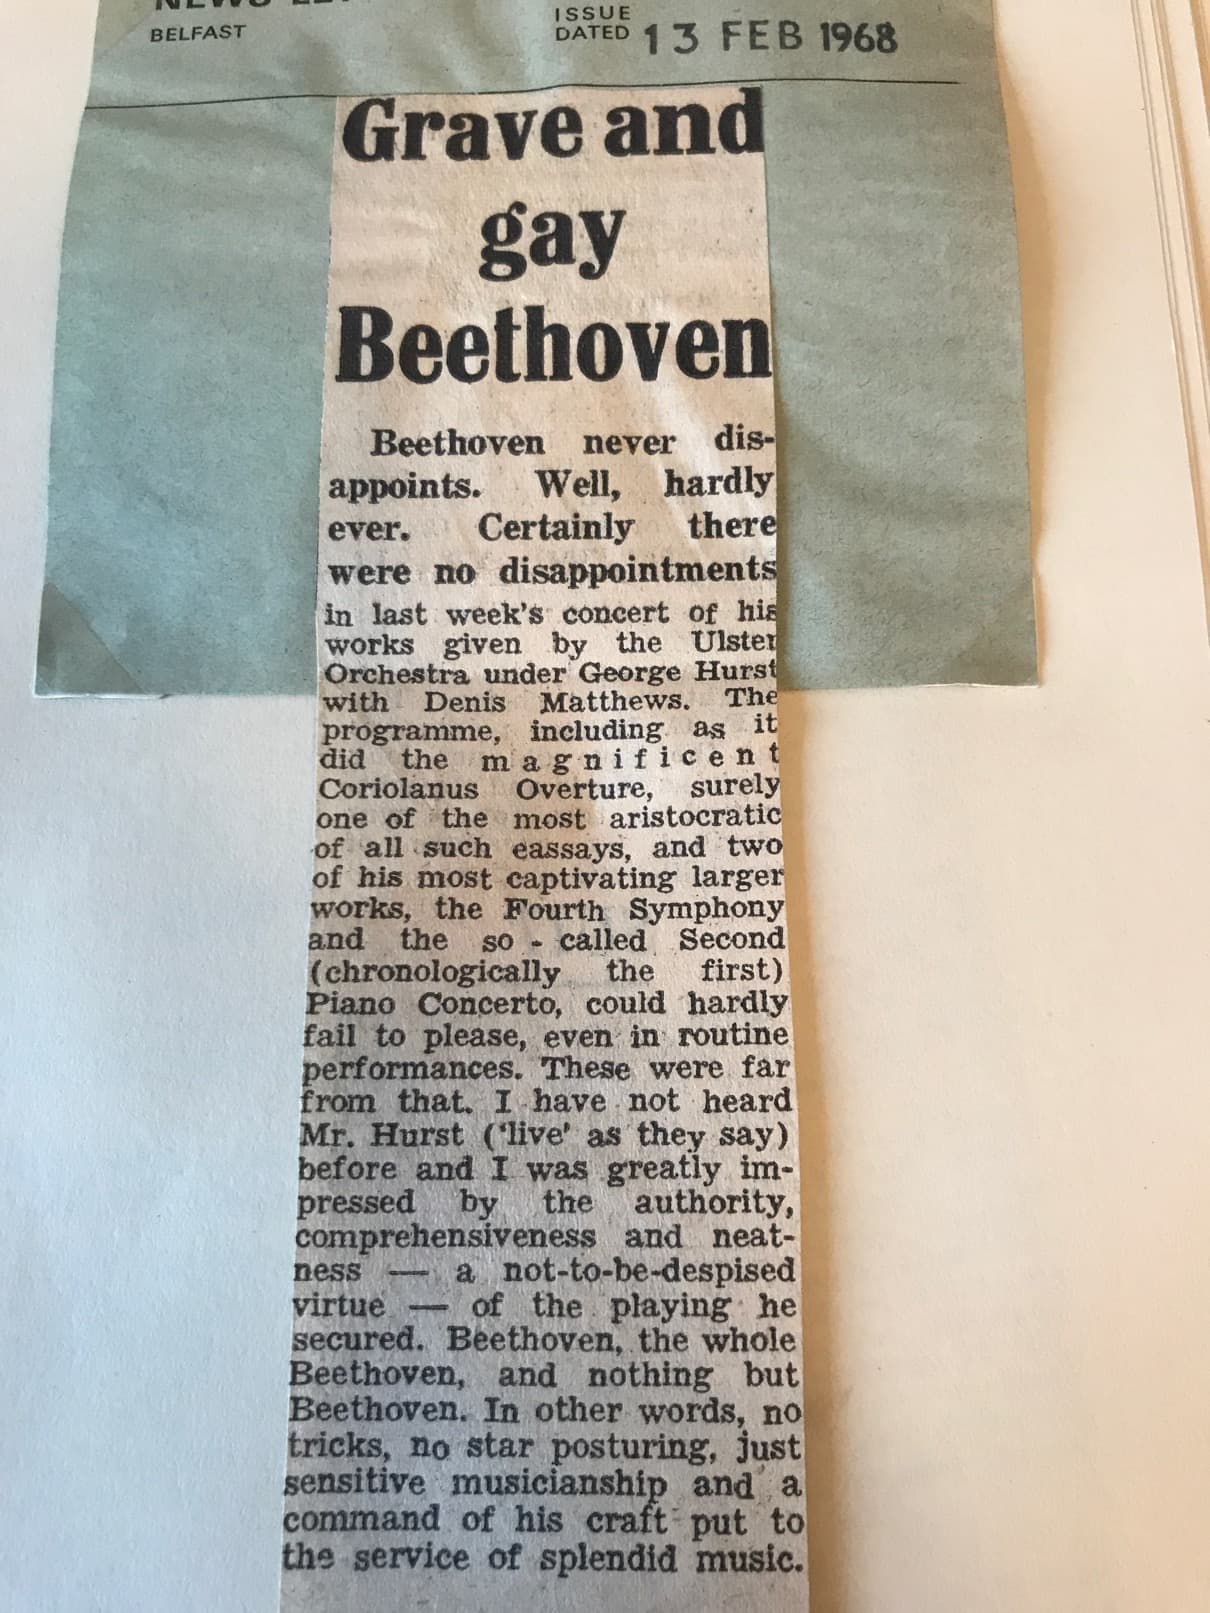 NEWS
BELFAST
ISSUE
DATED 13 FEB 1968
Grave and
gay
Beethoven
Beethoven never dis-
appoints. Well, hardly
ever. Certainly there
were no disappointments
in last week's concert of his
works given by the Ulster
Orchestra under George Hurst
with Denis Matthews. The
programme, including as it
did the magnificent
Coriolanus Overture, surely
one of the most aristocratic
of all such eassays, and two
of his most captivating larger
works, the Fourth Symphony
and the so - called Second
(chronologically the first)
Piano Concerto, could hardly
fail to please, even in routine
performances. These were far
from that. I have not heard
Mr. Hurst ('live' as they say)
before and I was greatly im-
pressed by the authority,
comprehensiveness and neat-
ness — a not-to-be-despised
virtue — of the playing he
secured. Beethoven, the whole
Beethoven, and nothing but
Beethoven. In other words, no
tricks, no star posturing, just
sensitive musicianship and a
command of his craft put to
the service of splendid music.